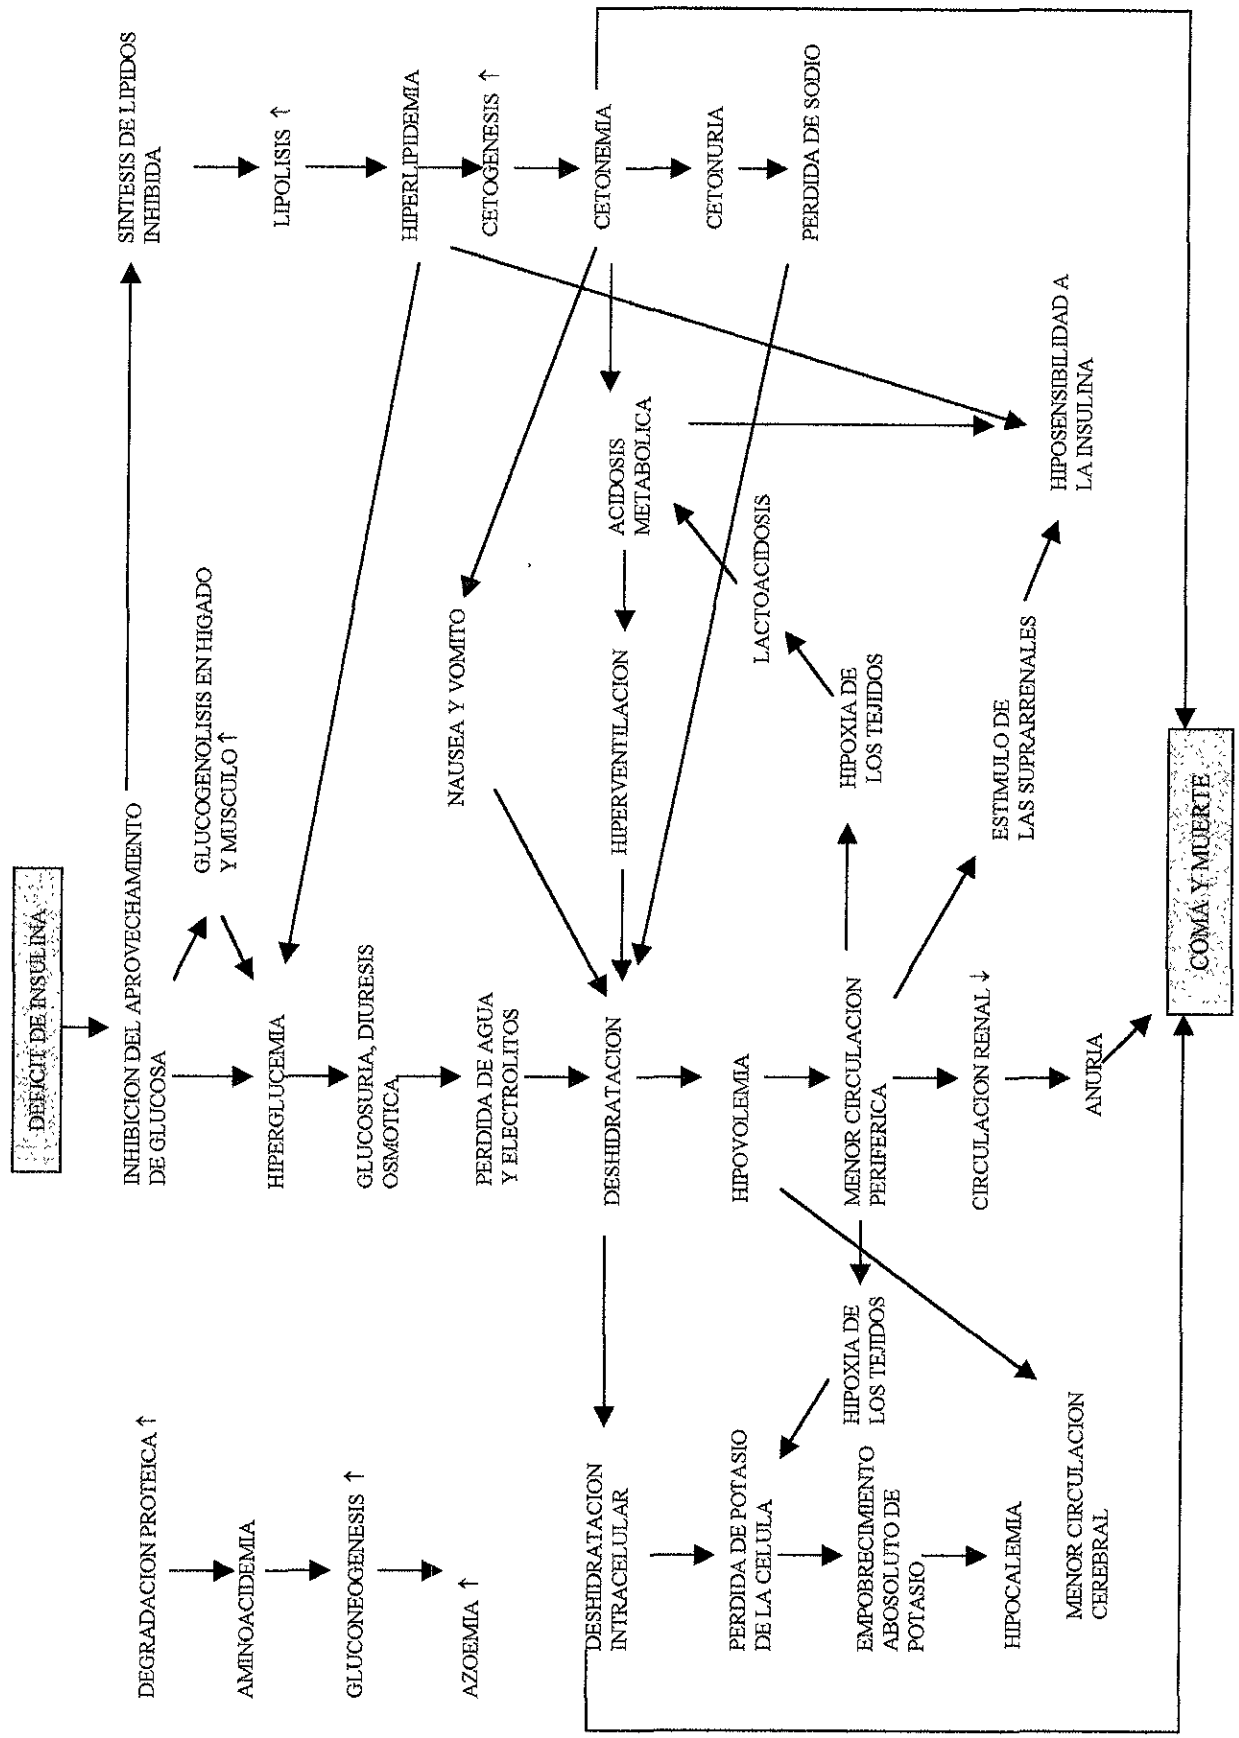 DEFICIT DE INSULINA
DEGRADACION PROTEICA ↑
AMINOACIDEMIA
GLUCONEOGENESIS ↑
AZOEMIA ↑
INHIBICION DEL APROVECHAMIENTO
DE GLUCOSA
GLUCOGENOLISIS EN HIGADO
Y MUSCULO ↑
SINTESIS DE LIPIDOS
INHIBIDA
LIPOLISIS ↑
HIPERLIPIDEMIA
CETOGENESIS ↑
CETONEMIA
CETONURIA
PERDIDA DE SODIO
HIPERGLUCEMIA
GLUCOSURIA, DIURESIS
OSMOTICA
PERDIDA DE AGUA
Y ELECTROLITOS
NAUSEA Y VOMITO
DESHIDRATACION
HIPERVENTILACION
ACIDOSIS
METABOLICA
DESHIDRATACION
INTRACELULAR
HIPOVOLEMIA
LACTOACIDOSIS
PERDIDA DE POTASIO
DE LA CELULA
HIPOXIA DE
LOS TEJIDOS
MENOR CIRCULACION
PERIFERICA
HIPOXIA DE
LOS TEJIDOS
EMPOBRECIMIENTO
ABOSOLUTO DE
POTASIO
CIRCULACION RENAL ↓
ESTIMULO DE
LAS SUPRARRENALES
HIPOSENSIBILIDAD A
LA INSULINA
HIPOCALEMIA
MENOR CIRCULACION
CEREBRAL
ANURIA
COMA Y MUERTE